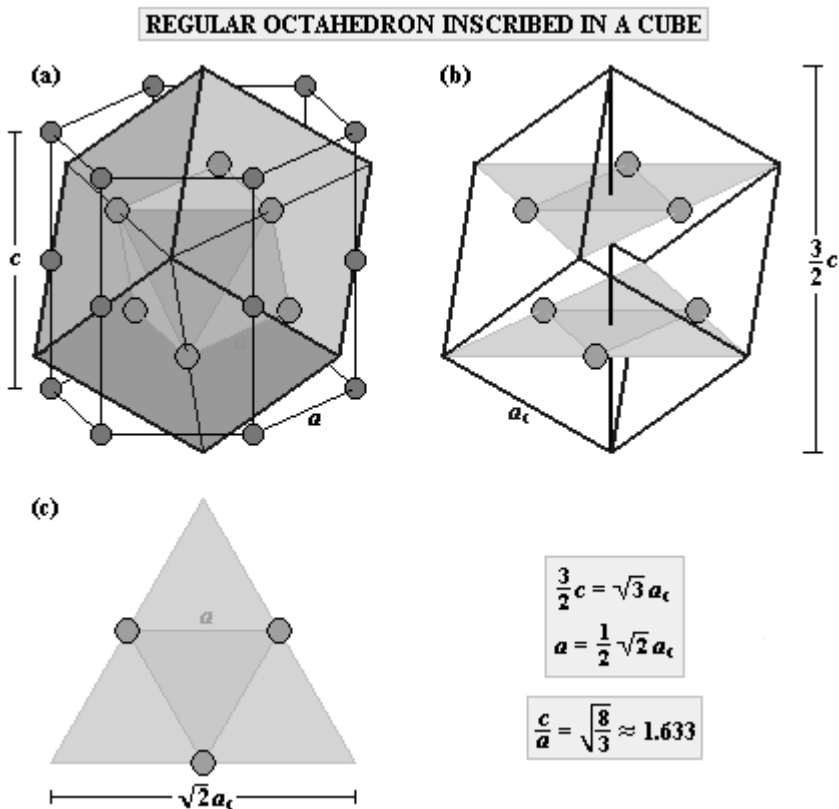 REGULAR OCTAHEDRON INSCRIBED IN A CUBE
(a)
(b)
c
a
a
a_c
3/2 c
(c)
a
√2 a_c
3/2 c = √3 a_c
a = 1/2 √2 a_c
c/a = √(8/3) ≈ 1.633